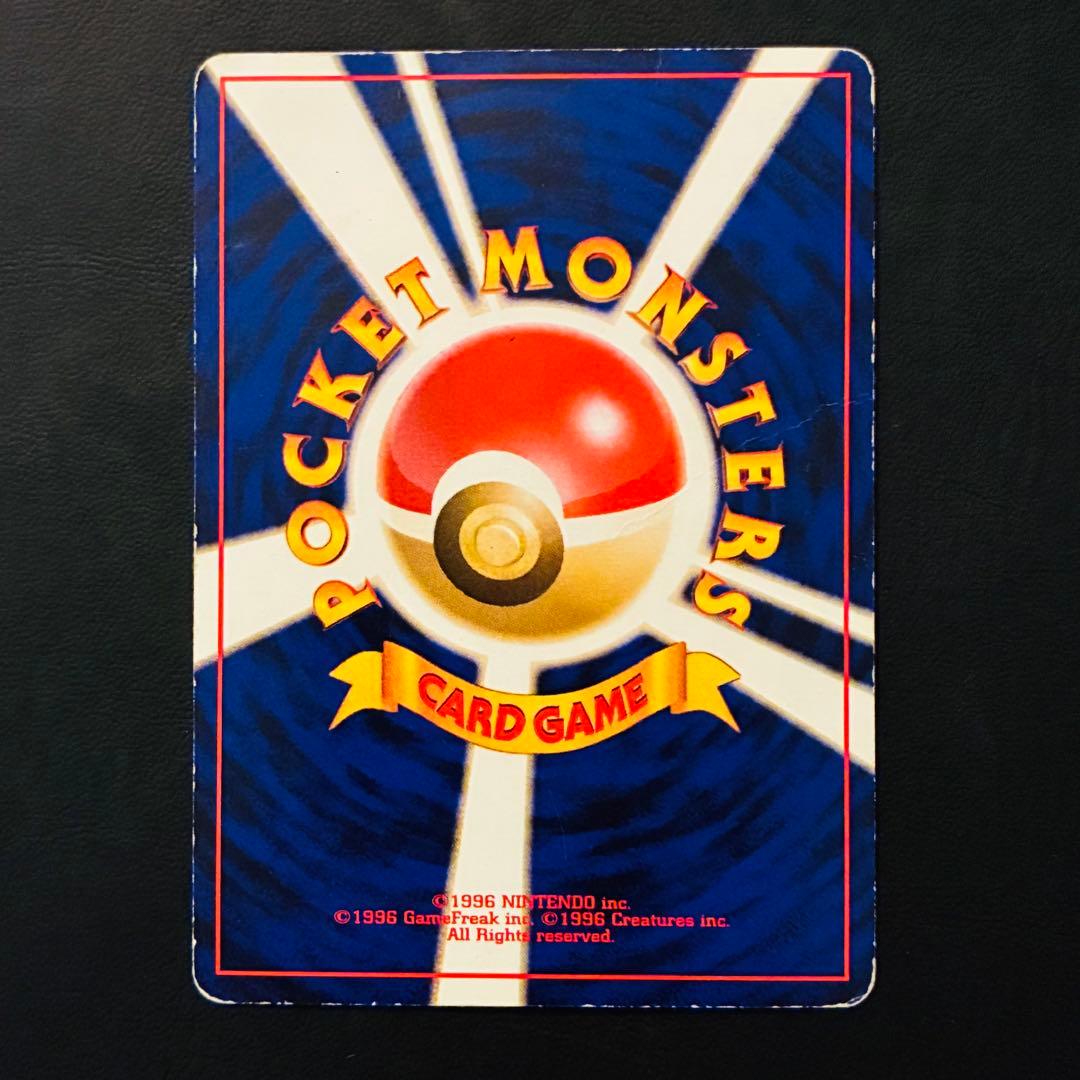 POCKET MONSTERS
CARD GAME
©1996 NINTENDO inc.
©1996 GameFreak inc. ©1996 Creatures inc.
All Rights reserved.